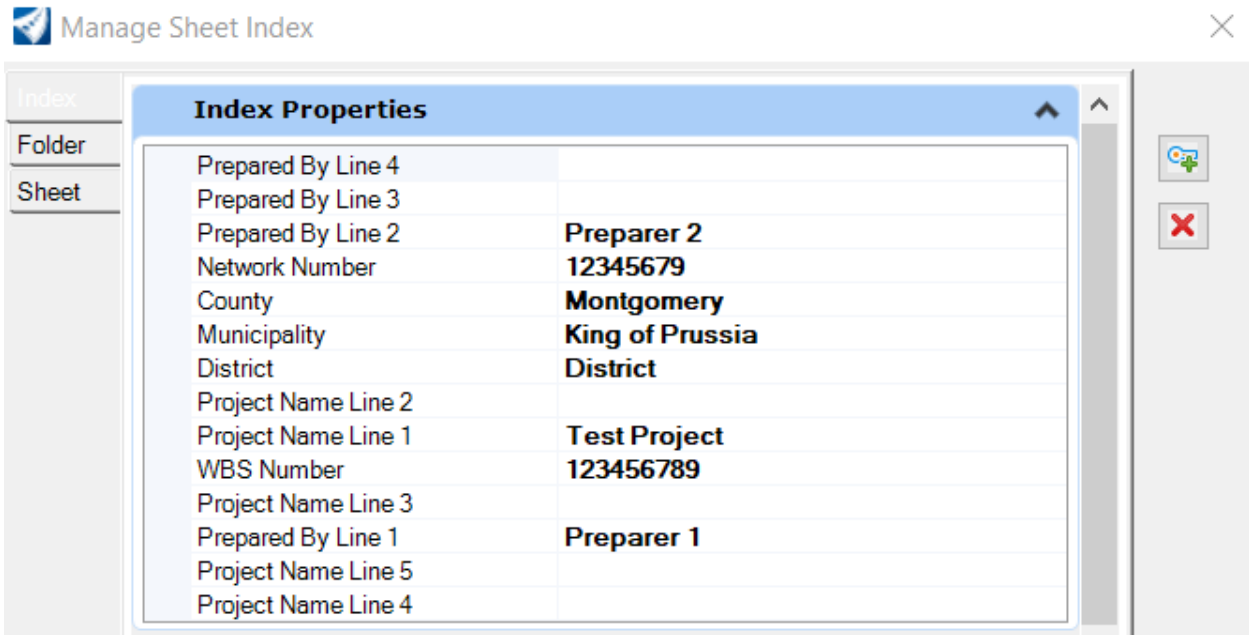 Manage Sheet Index
Index
Folder
Sheet
Index Properties
Prepared By Line 4
Prepared By Line 3
Prepared By Line 2 Preparer 2
Network Number 12345679
County Montgomery
Municipality King of Prussia
District District
Project Name Line 2
Project Name Line 1 Test Project
WBS Number 123456789
Project Name Line 3
Prepared By Line 1 Preparer 1
Project Name Line 5
Project Name Line 4